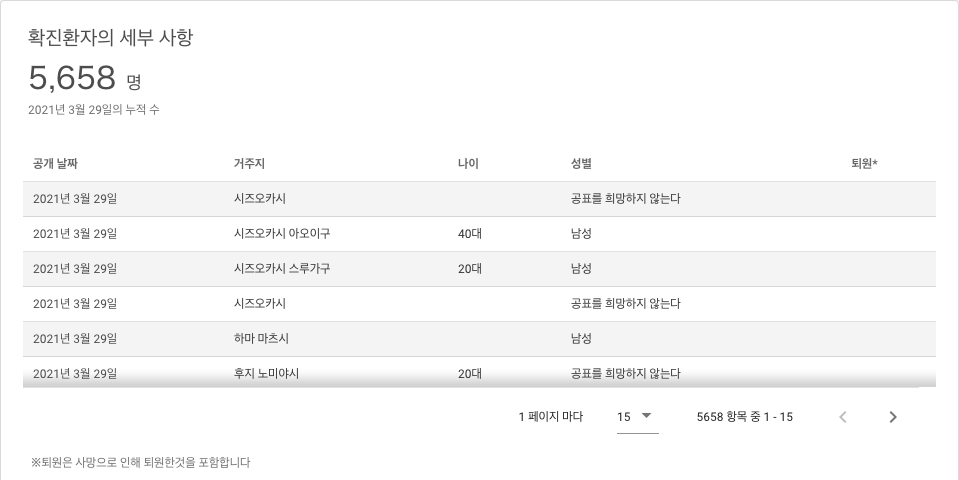 확진환자의 세부 사항
5,658 명
2021년 3월 29일의 누적 수
공개 날짜 거주지 나이 성별 퇴원*
2021년 3월 29일 시즈오카시 공표를 희망하지 않는다
2021년 3월 29일 시즈오카시 아오이구 40대 남성
2021년 3월 29일 시즈오카시 스루가구 20대 남성
2021년 3월 29일 시즈오카시 공표를 희망하지 않는다
2021년 3월 29일 하마 마츠시 남성
2021년 3월 29일 후지 노미야시 20대 공표를 희망하지 않는다
1 페이지 마다 15 5658 항목 중 1 - 15
※퇴원은 사망으로 인해 퇴원한것을 포함합니다